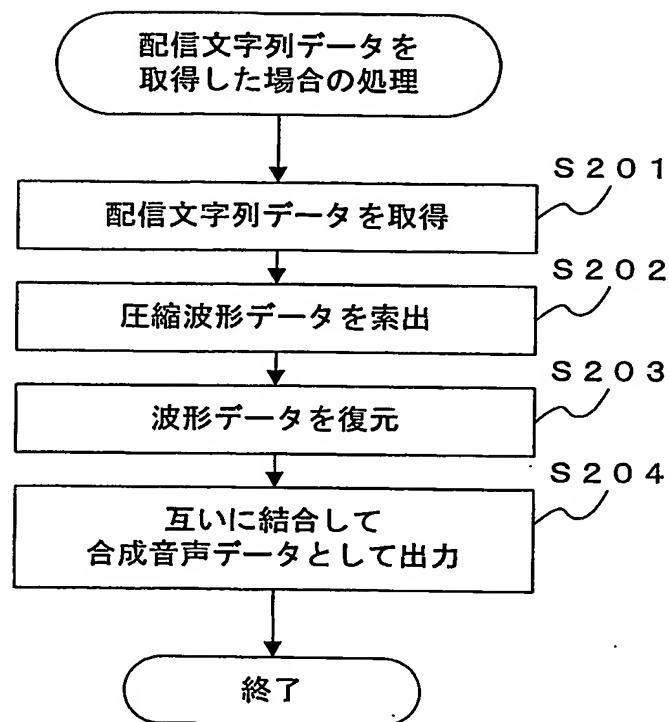 配信文字列データを
取得した場合の処理
S201
配信文字列データを取得
S202
圧縮波形データを索出
S203
波形データを復元
S204
互いに結合して
合成音声データとして出力
終了